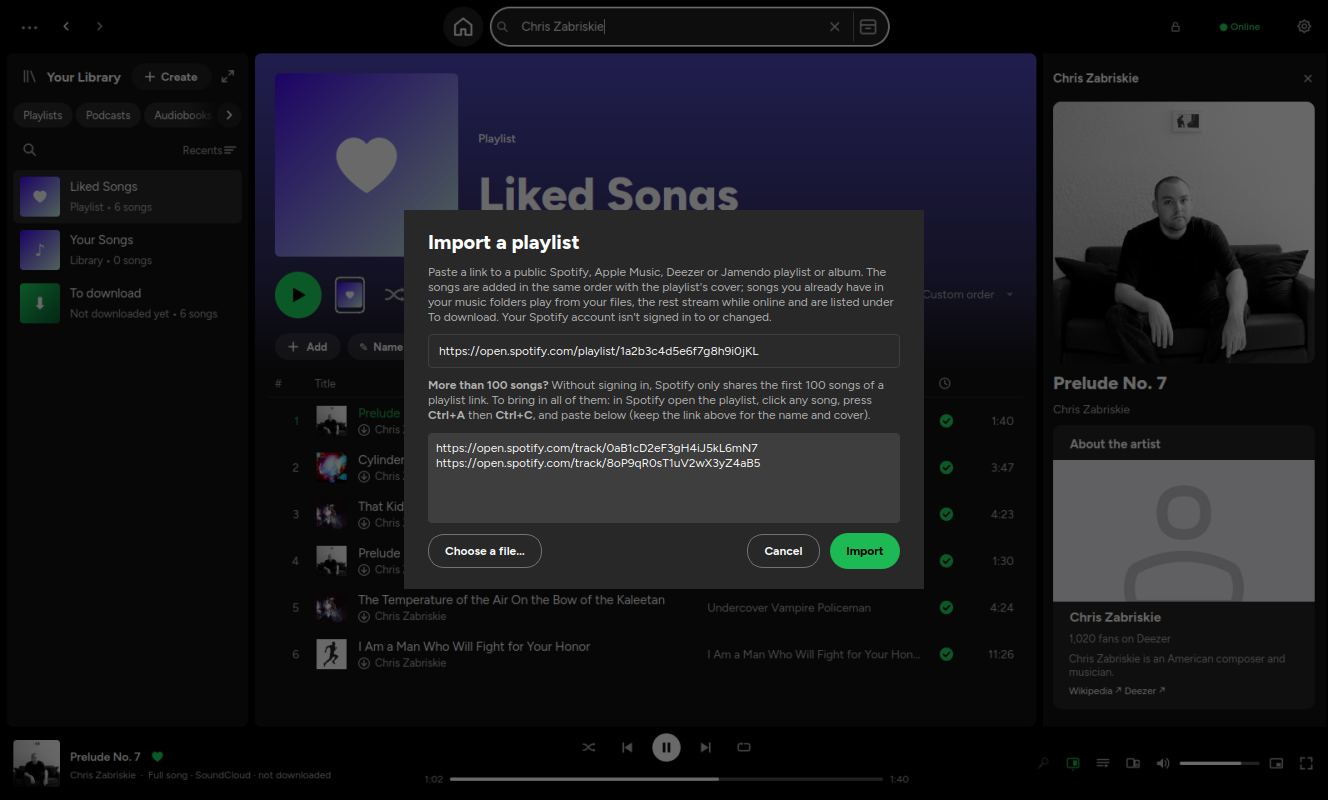 Chris Zabriskie
Online
Your Library
+ Create
Playlists
Podcasts
Audiobooks
Recents
Liked Songs
Playlist • 6 songs
Your Songs
Library • 0 songs
To download
Not downloaded yet • 6 songs
Playlist
Liked Songs
Custom order
+ Add
Name
# Title
1 Prelude 1:40
Chris
2 Cylinder 3:47
Chris
3 That Kid 4:23
Chris
4 Prelude 1:30
Chris
5 The Temperature of the Air On the Bow of the Kaleetan Undercover Vampire Policeman 4:24
Chris Zabriskie
6 I Am a Man Who Will Fight for Your Honor I Am a Man Who Will Fight for Your Hon... 11:26
Chris Zabriskie
Import a playlist
Paste a link to a public Spotify, Apple Music, Deezer or Jamendo playlist or album. The
songs are added in the same order with the playlist's cover; songs you already have in
your music folders play from your files, the rest stream while online and are listed under
To download. Your Spotify account isn't signed in to or changed.
https://open.spotify.com/playlist/1a2b3c4d5e6f7g8h9i0jKL
More than 100 songs? Without signing in, Spotify only shares the first 100 songs of a
playlist link. To bring in all of them: in Spotify open the playlist, click any song, press
Ctrl+A then Ctrl+C, and paste below (keep the link above for the name and cover).
https://open.spotify.com/track/0aB1cD2eF3gH4iJ5kL6mN7
https://open.spotify.com/track/8oP9qR0sT1uV2wX3yZ4aB5
Choose a file...
Cancel
Import
Chris Zabriskie
Prelude No. 7
Chris Zabriskie
About the artist
Chris Zabriskie
1,020 fans on Deezer
Chris Zabriskie is an American composer and
musician.
Wikipedia ↗ Deezer ↗
Prelude No. 7
Chris Zabriskie · Full song · SoundCloud · not downloaded
1:02
1:40